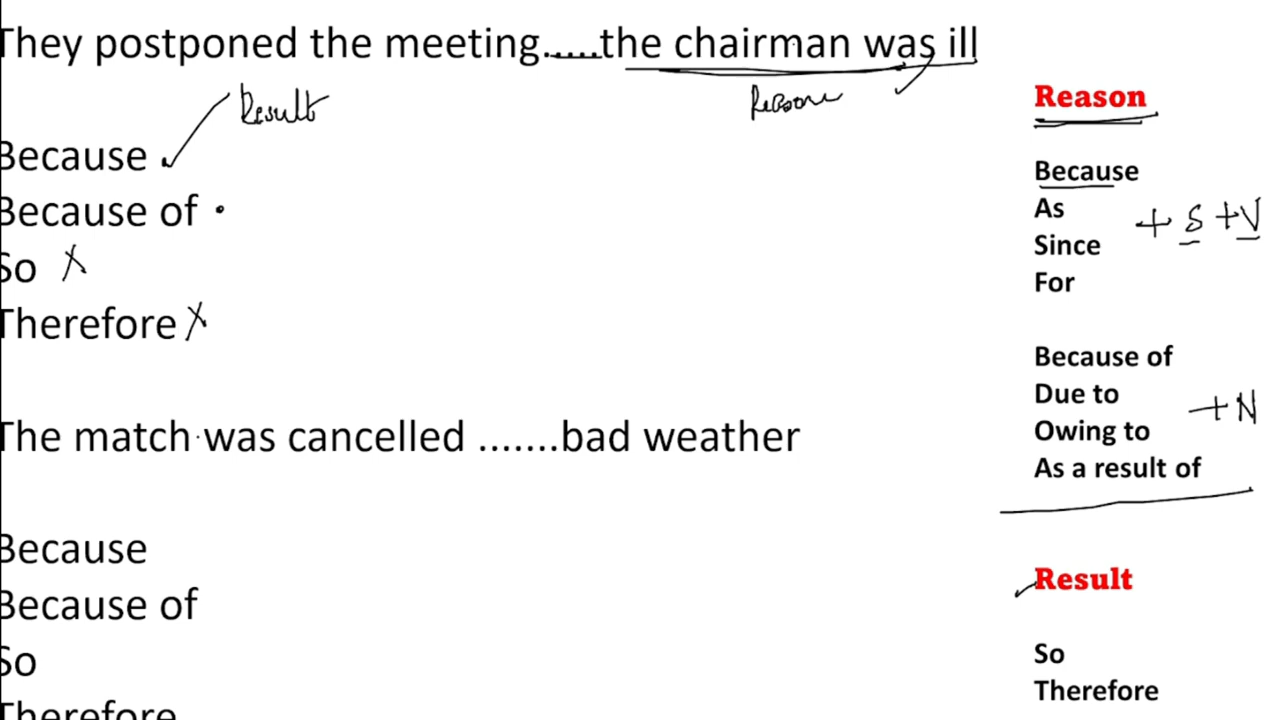 They postponed the meeting.....the chairman was ill
Result
Reason
Because
Because of
So
Therefore
The match was cancelled .......bad weather
Because
Because of
So
Therefore
Reason
Because
As
Since
For
+ S + V
Because of
Due to
Owing to
As a result of
+ N
Result
So
Therefore